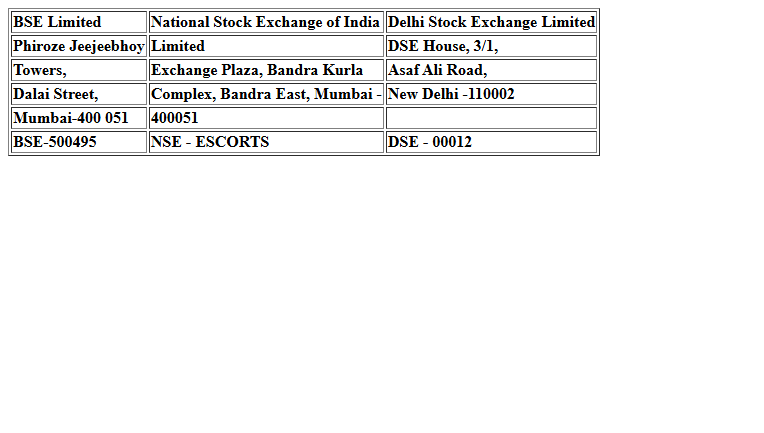 BSE Limited National Stock Exchange of India Delhi Stock Exchange Limited
Phiroze Jeejeebhoy Limited DSE House, 3/1,
Towers, Exchange Plaza, Bandra Kurla Asaf Ali Road,
Dalai Street, Complex, Bandra East, Mumbai - New Delhi -110002
Mumbai-400 051 400051
BSE-500495 NSE - ESCORTS DSE - 00012